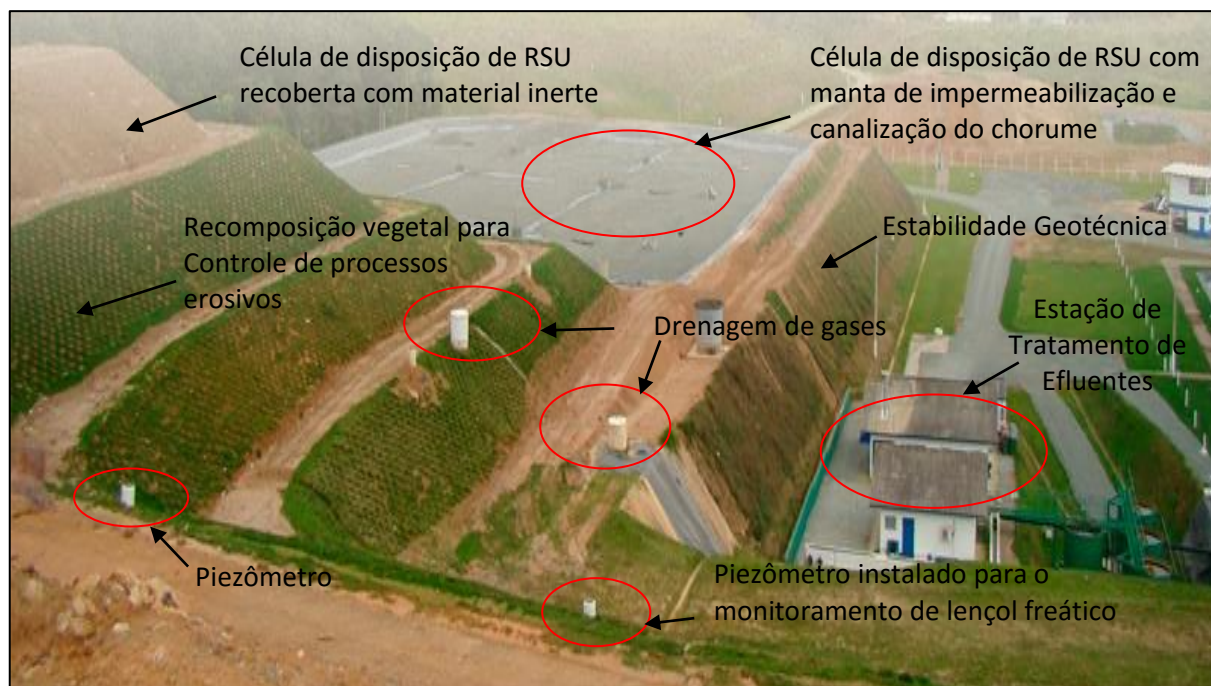 Célula de disposição de RSU
recoberta com material inerte
Célula de disposição de RSU com
manta de impermeabilização e
canalização do chorume
Recomposição vegetal para
Controle de processos
erosivos
Estabilidade Geotécnica
Drenagem de gases
Estação de
Tratamento de
Efluentes
Piezômetro
Piezômetro instalado para o
monitoramento de lençol freático